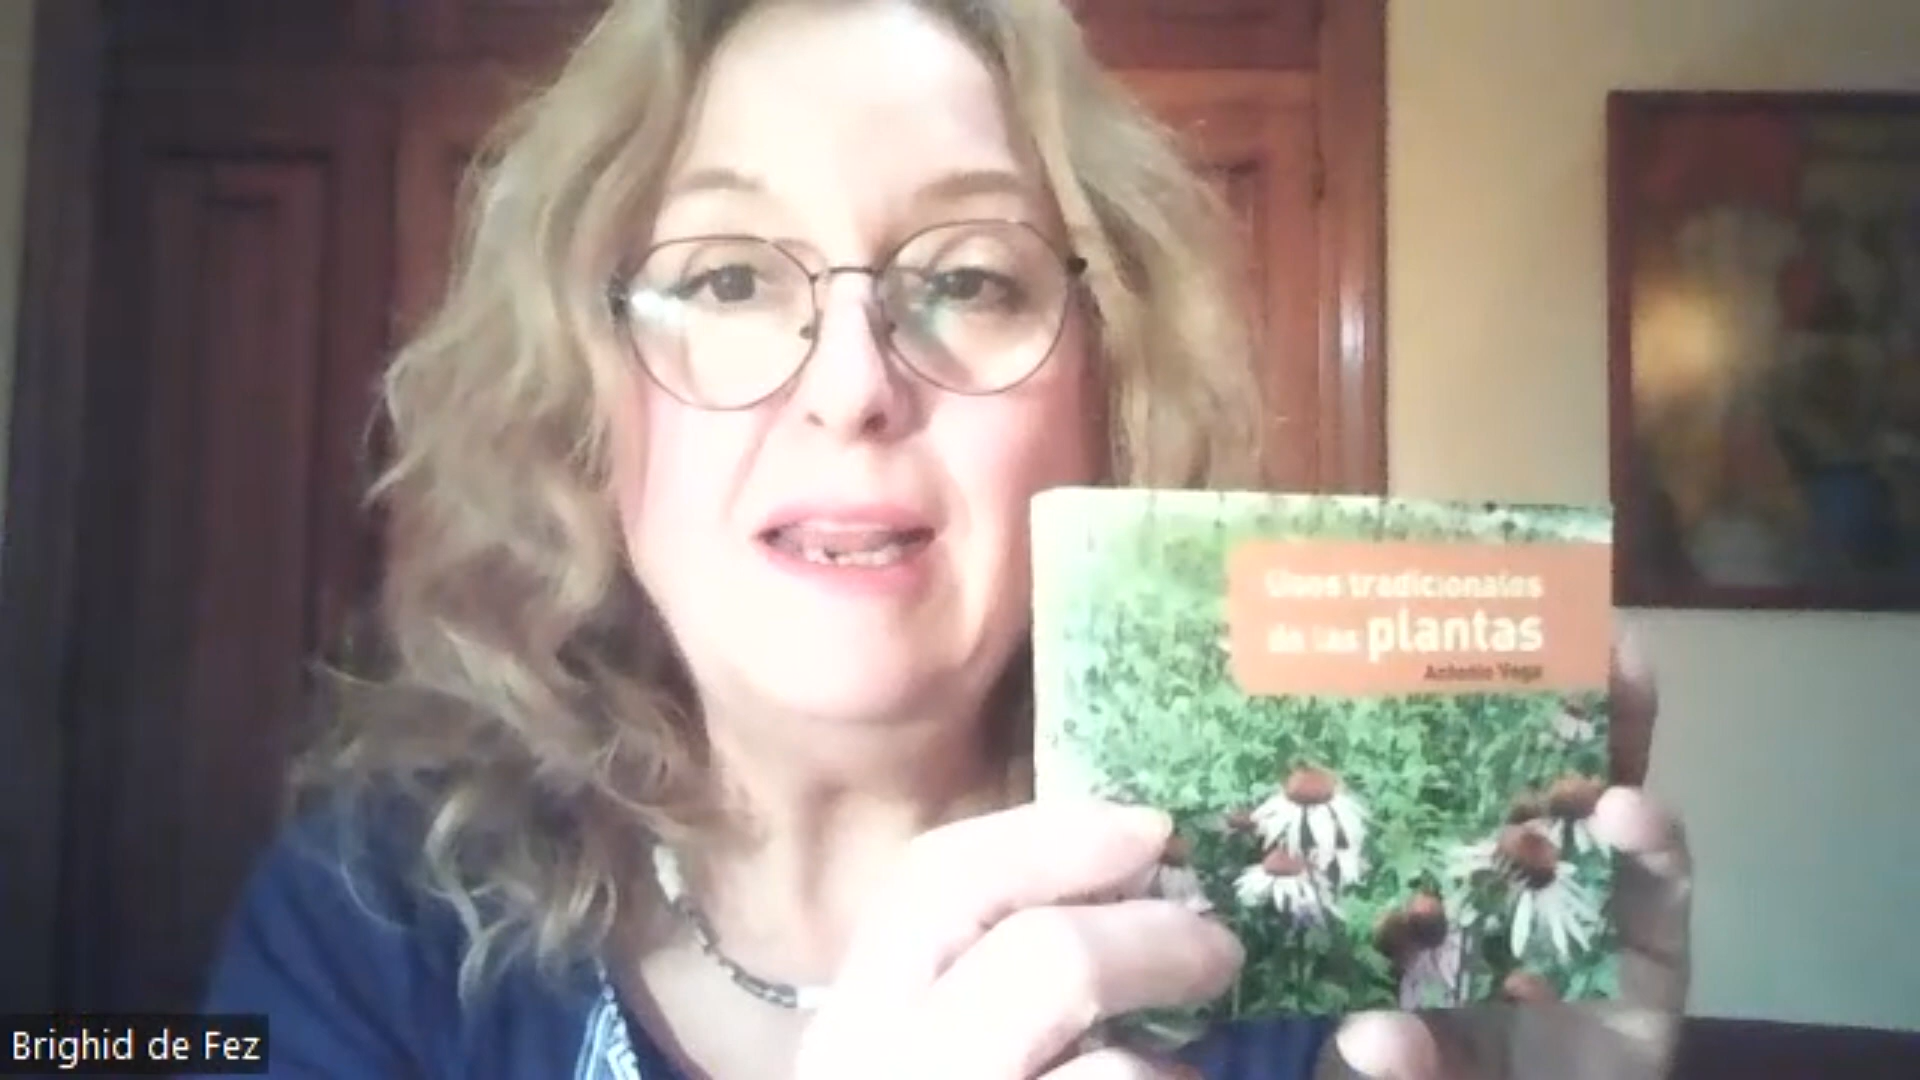 Usos tradicionales
de las plantas
Antonio Vega
Brighid de Fez